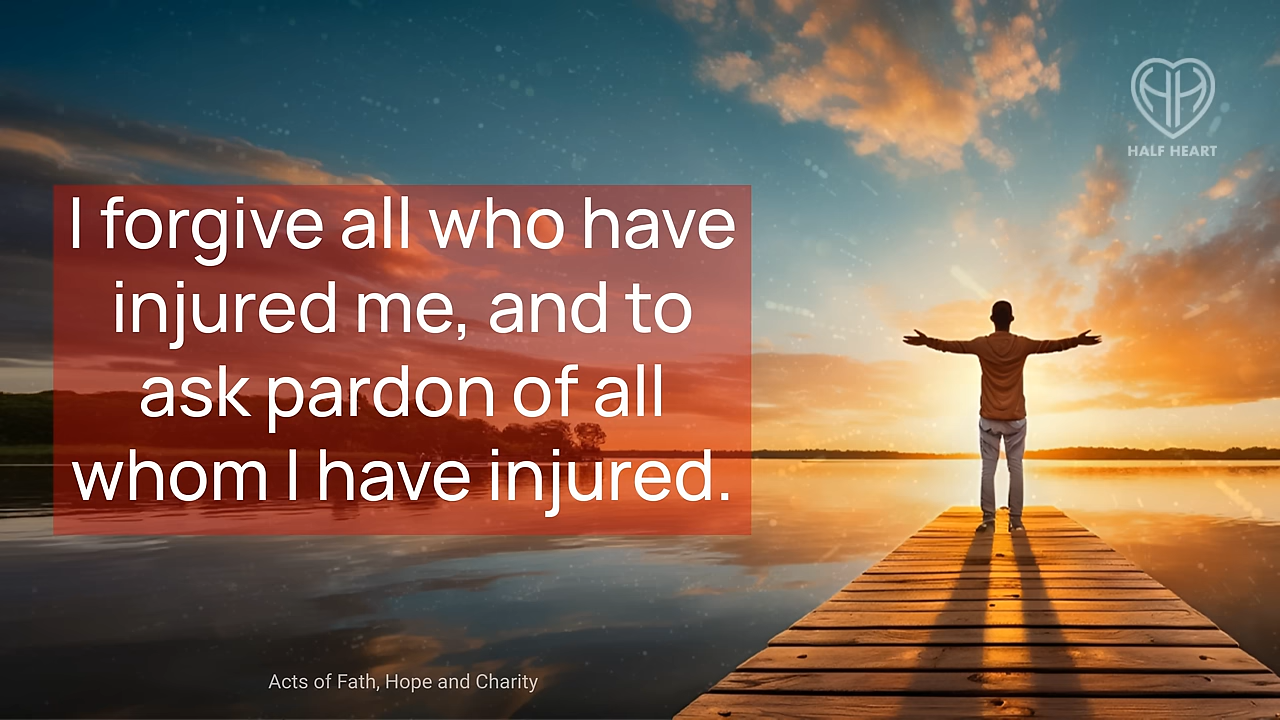 HALF HEART
I forgive all who have
injured me, and to
ask pardon of all
whom I have injured.
Acts of Fath, Hope and Charity